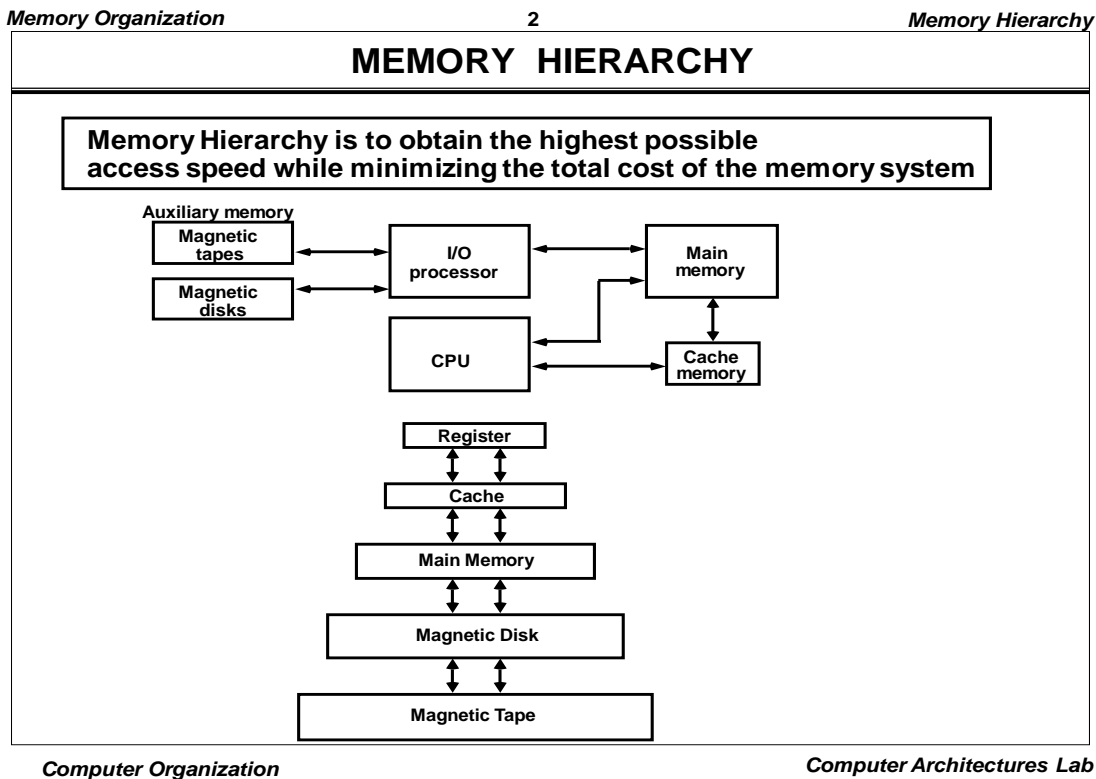 Memory Organization
2
Memory Hierarchy
MEMORY HIERARCHY
Memory Hierarchy is to obtain the highest possible
access speed while minimizing the total cost of the memory system
Auxiliary memory
Magnetic
tapes
I/O
processor
Main
memory
Magnetic
disks
CPU
Cache
memory
Register
Cache
Main Memory
Magnetic Disk
Magnetic Tape
Computer Organization
Computer Architectures Lab